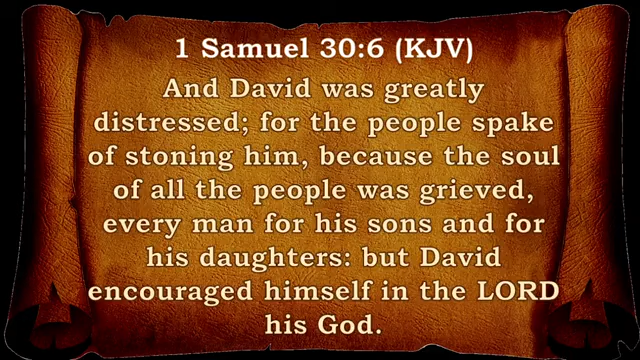 1 Samuel 30:6 (KJV)
And David was greatly
distressed; for the people spake
of stoning him, because the soul
of all the people was grieved,
every man for his sons and for
his daughters: but David
encouraged himself in the LORD
his God.